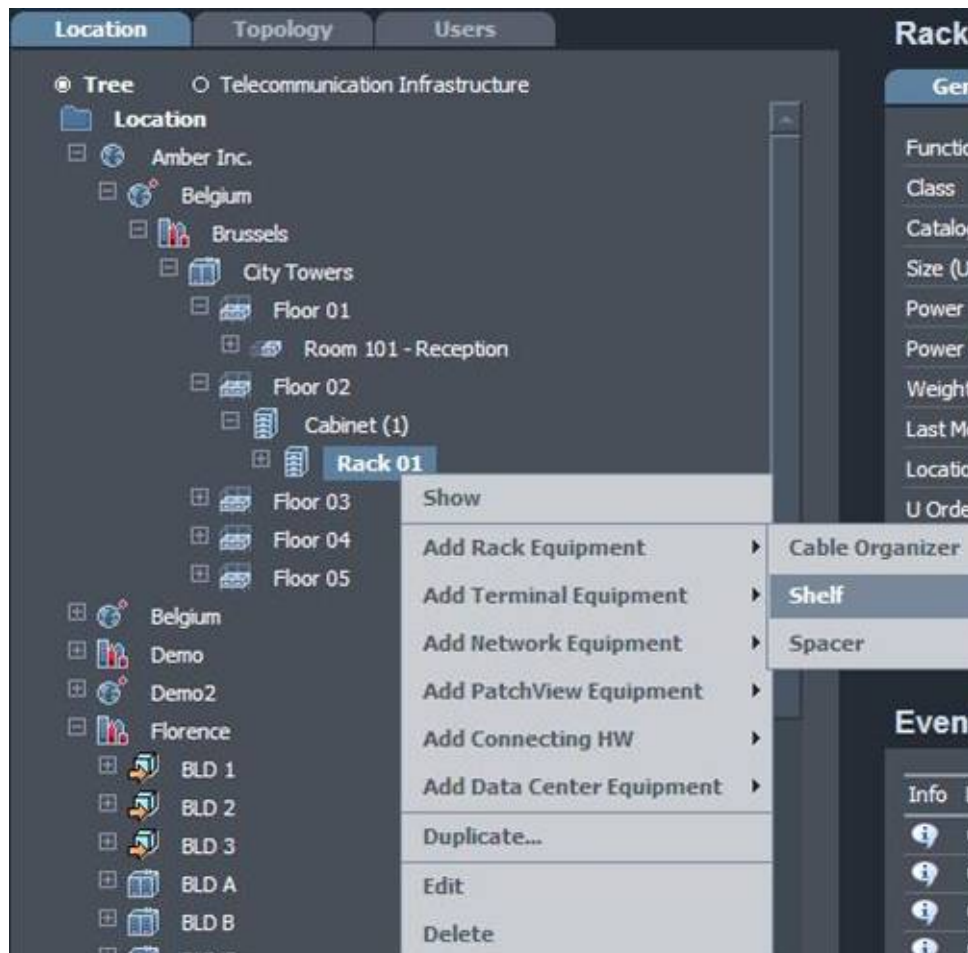 Location
Topology
Users
Tree
Telecommunication Infrastructure
Location
Amber Inc.
Belgium
Brussels
City Towers
Floor 01
Room 101 - Reception
Floor 02
Cabinet (1)
Rack 01
Floor 03
Floor 04
Floor 05
Belgium
Demo
Demo2
Florence
BLD 1
BLD 2
BLD 3
BLD A
BLD B
Show
Add Rack Equipment
Add Terminal Equipment
Add Network Equipment
Add PatchView Equipment
Add Connecting HW
Add Data Center Equipment
Duplicate...
Edit
Delete
Cable Organizer
Shelf
Spacer
Rack
Gen
Functio
Class
Catalo
Size (U
Power
Power
Weight
Last Mo
Locatio
U Orde
Even
Info